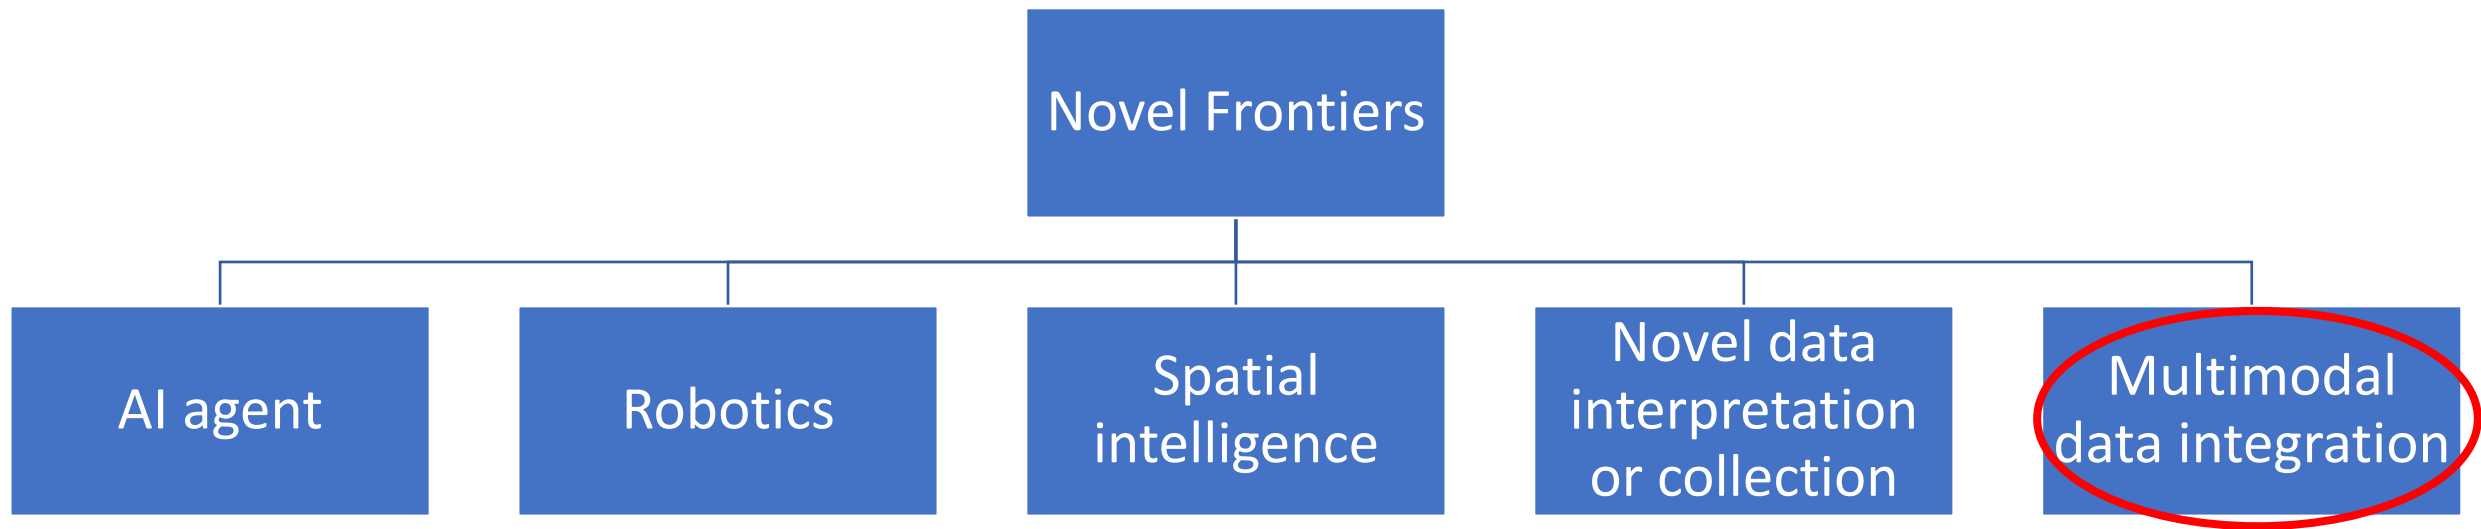 Novel Frontiers
AI agent
Robotics
Spatial
intelligence
Novel data
interpretation
or collection
Multimodal
data integration